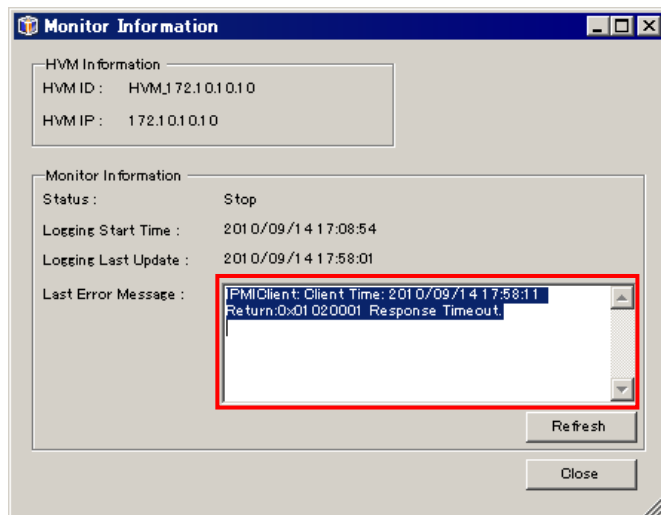 Monitor Information
HVM Information
HVM ID : HVM_172.10.10.10
HVM IP : 172.10.10.10
Monitor Information
Status : Stop
Logging Start Time : 2010/09/14 17:08:54
Logging Last Update : 2010/09/14 17:58:01
Last Error Message : IPMIClient: Client Time: 2010/09/14 17:58:11
Return:0x01020001 Response Timeout.
Refresh
Close